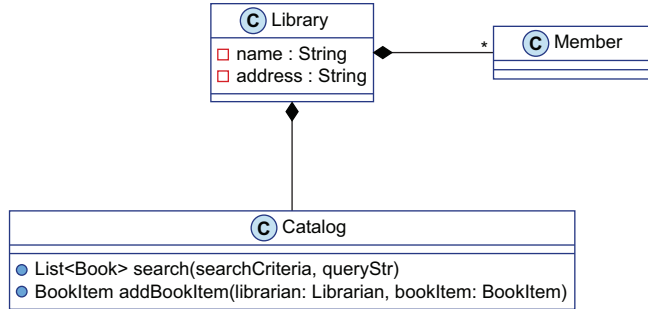 C Library
name : String
address : String
*
C Member
C Catalog
List<Book> search(searchCriteria, queryStr)
BookItem addBookItem(librarian: Librarian, bookItem: BookItem)